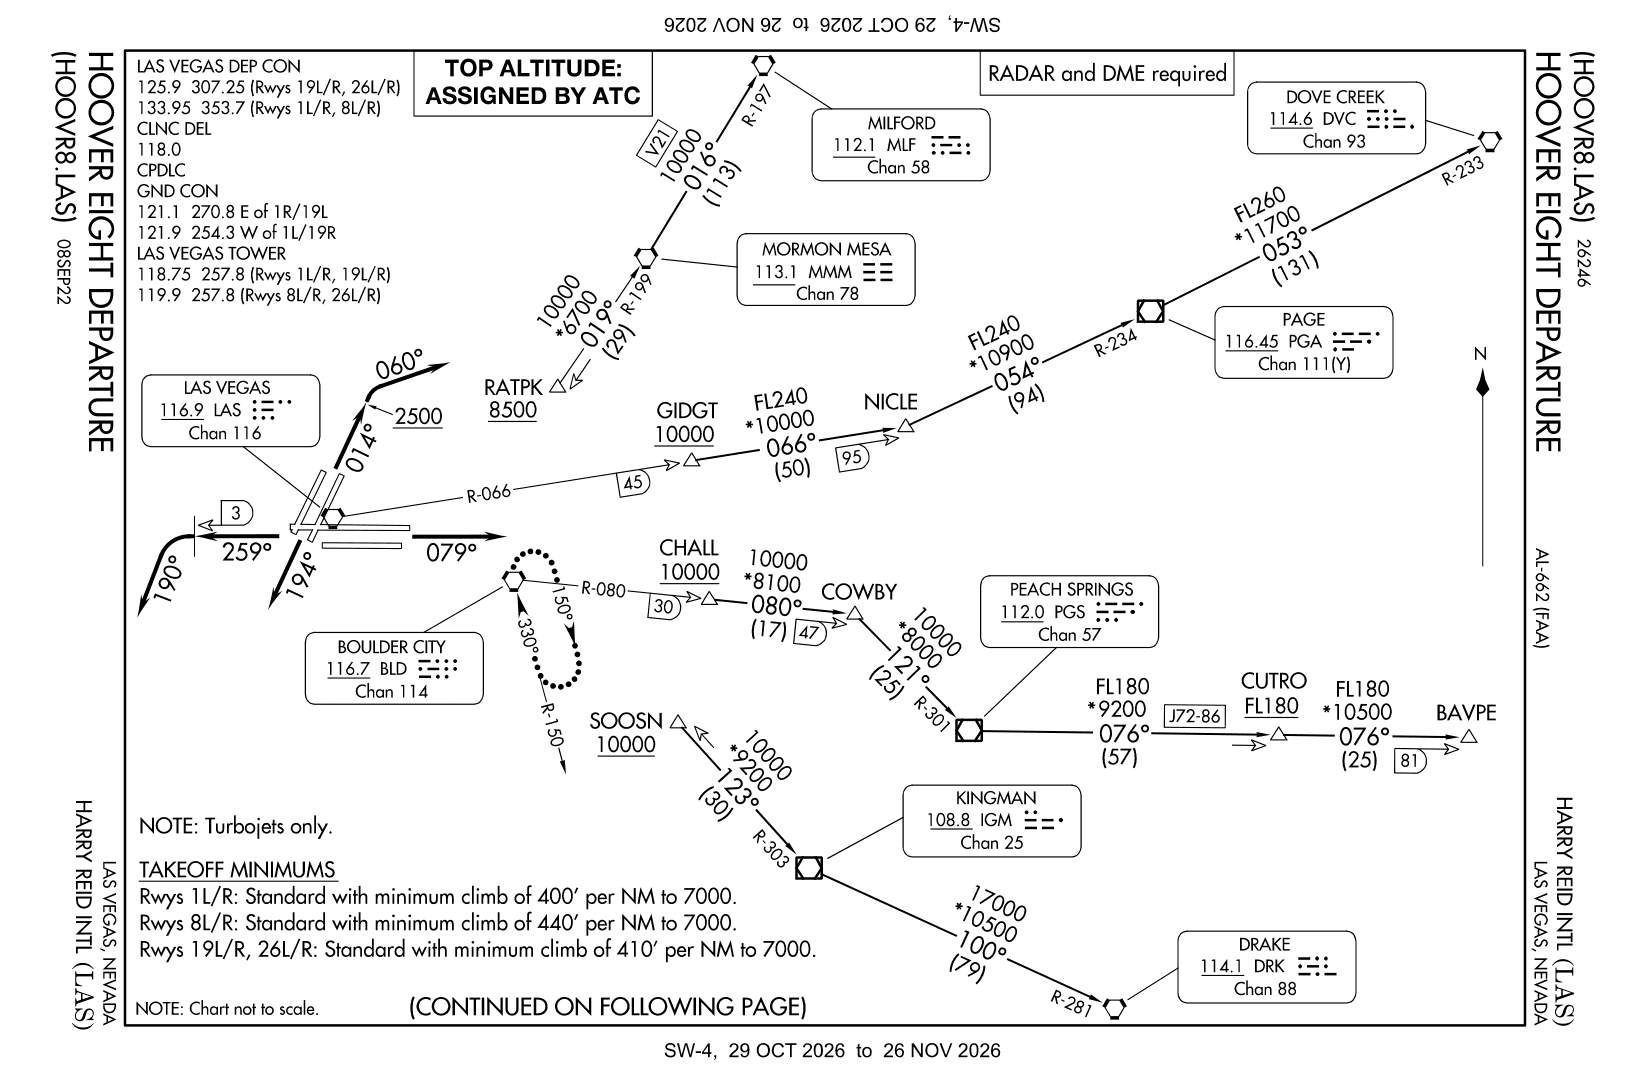 SW-4, 29 OCT 2026 to 26 NOV 2026
HOOVER EIGHT DEPARTURE
(HOOVR8.LAS) 08SEP22
LAS VEGAS DEP CON
125.9 307.25 (Rwys 19L/R, 26L/R)
133.95 353.7 (Rwys 1L/R, 8L/R)
CLNC DEL
118.0
CPDLC
GND CON
121.1 270.8 E of 1R/19L
121.9 254.3 W of 1L/19R
LAS VEGAS TOWER
118.75 257.8 (Rwys 1L/R, 19L/R)
119.9 257.8 (Rwys 8L/R, 26L/R)
TOP ALTITUDE:
ASSIGNED BY ATC
RADAR and DME required
R-197
V21
10000
016°
(113)
MILFORD
112.1 MLF
Chan 58
DOVE CREEK
114.6 DVC
Chan 93
R-233
FL260
*11700
053°
(131)
MORMON MESA
113.1 MMM
Chan 78
10000
*6700
019°
(29)
R-199
RATPK
8500
PAGE
116.45 PGA
Chan 111(Y)
R-234
FL240
*10900
054°
(94)
NICLE
FL240
*10000
066°
(50)
95
GIDGT
10000
45
R-066
060°
2500
014°
LAS VEGAS
116.9 LAS
Chan 116
3
259°
190°
194°
079°
N
CHALL
10000
R-080
30
10000
*8100
080°
(17)
47
COWBY
150°
330°
R-150
BOULDER CITY
116.7 BLD
Chan 114
10000
*8000
121°
(25)
R-301
PEACH SPRINGS
112.0 PGS
Chan 57
FL180
*9200
076°
(57)
J72-86
CUTRO
FL180
FL180
*10500
076°
(25)
81
BAVPE
SOOSN
10000
10000
*9200
123°
(30)
R-303
KINGMAN
108.8 IGM
Chan 25
17000
*10500
100°
(79)
R-281
DRAKE
114.1 DRK
Chan 88
NOTE: Turbojets only.
TAKEOFF MINIMUMS
Rwys 1L/R: Standard with minimum climb of 400' per NM to 7000.
Rwys 8L/R: Standard with minimum climb of 440' per NM to 7000.
Rwys 19L/R, 26L/R: Standard with minimum climb of 410' per NM to 7000.
NOTE: Chart not to scale.
(CONTINUED ON FOLLOWING PAGE)
HARRY REID INTL (LAS)
LAS VEGAS, NEVADA
(HOOVR8.LAS) 26246
HOOVER EIGHT DEPARTURE
AL-662 (FAA)
HARRY REID INTL (LAS)
LAS VEGAS, NEVADA
SW-4, 29 OCT 2026 to 26 NOV 2026